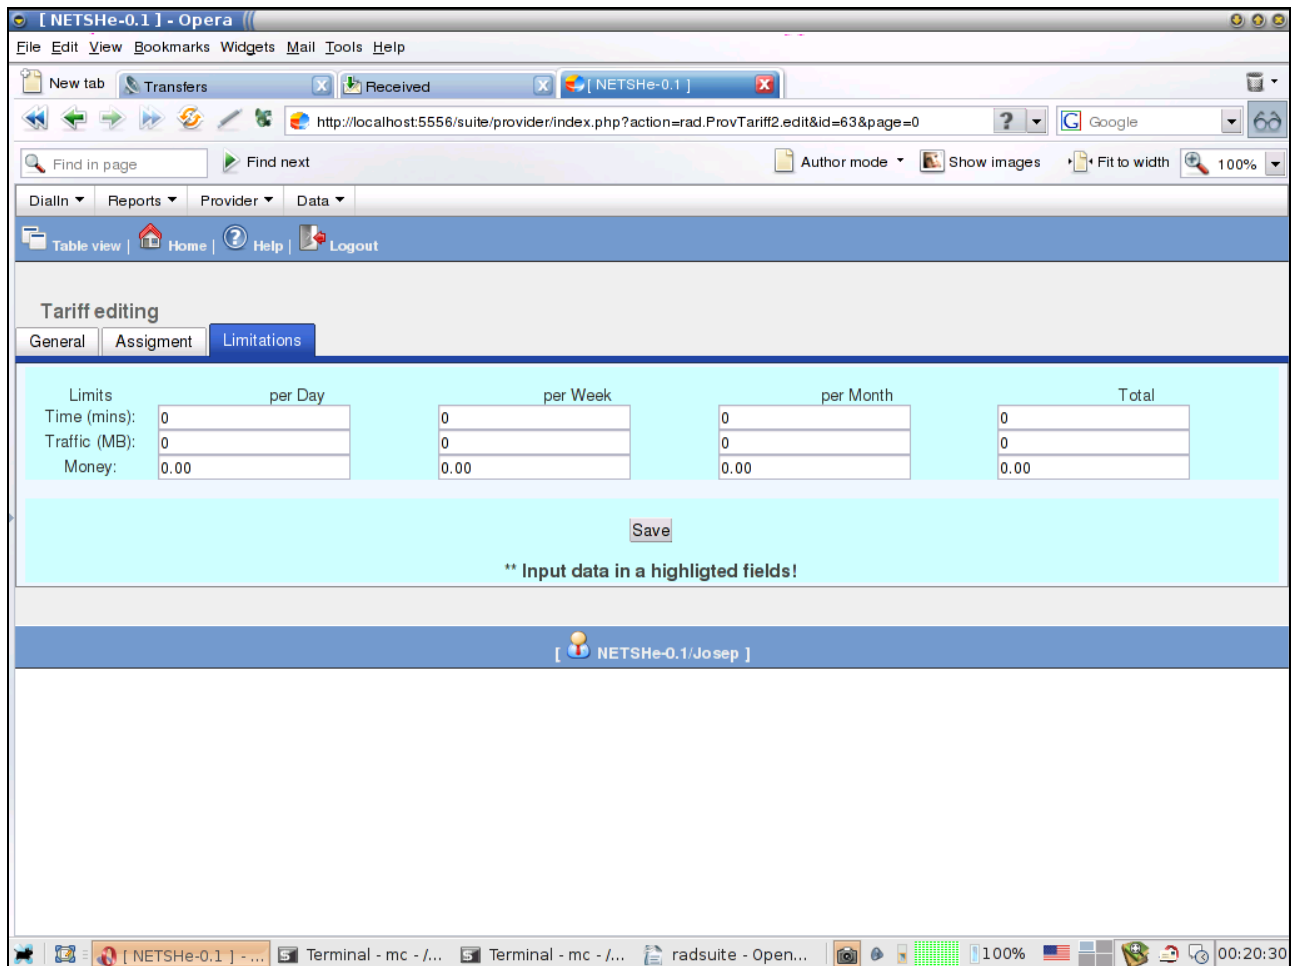 [ NETSHe-0.1 ] - Opera
File Edit View Bookmarks Widgets Mail Tools Help
New tab Transfers Received [ NETSHe-0.1 ]
http://localhost:5556/suite/provider/index.php?action=rad.ProvTariff2.edit&id=63&page=0 ? G Google
Find in page Find next Author mode Show images Fit to width 100%
DialIn Reports Provider Data
Table view | Home | Help | Logout
Tariff editing
General Assigment Limitations
Limits per Day per Week per Month Total
Time (mins): 0 0 0 0
Traffic (MB): 0 0 0 0
Money: 0.00 0.00 0.00 0.00
Save
** Input data in a highligted fields!
[ NETSHe-0.1/Josep ]
[ NETSHe-0.1 ] - ... Terminal - mc - /... Terminal - mc - /... radsuite - Open... 100% 00:20:30